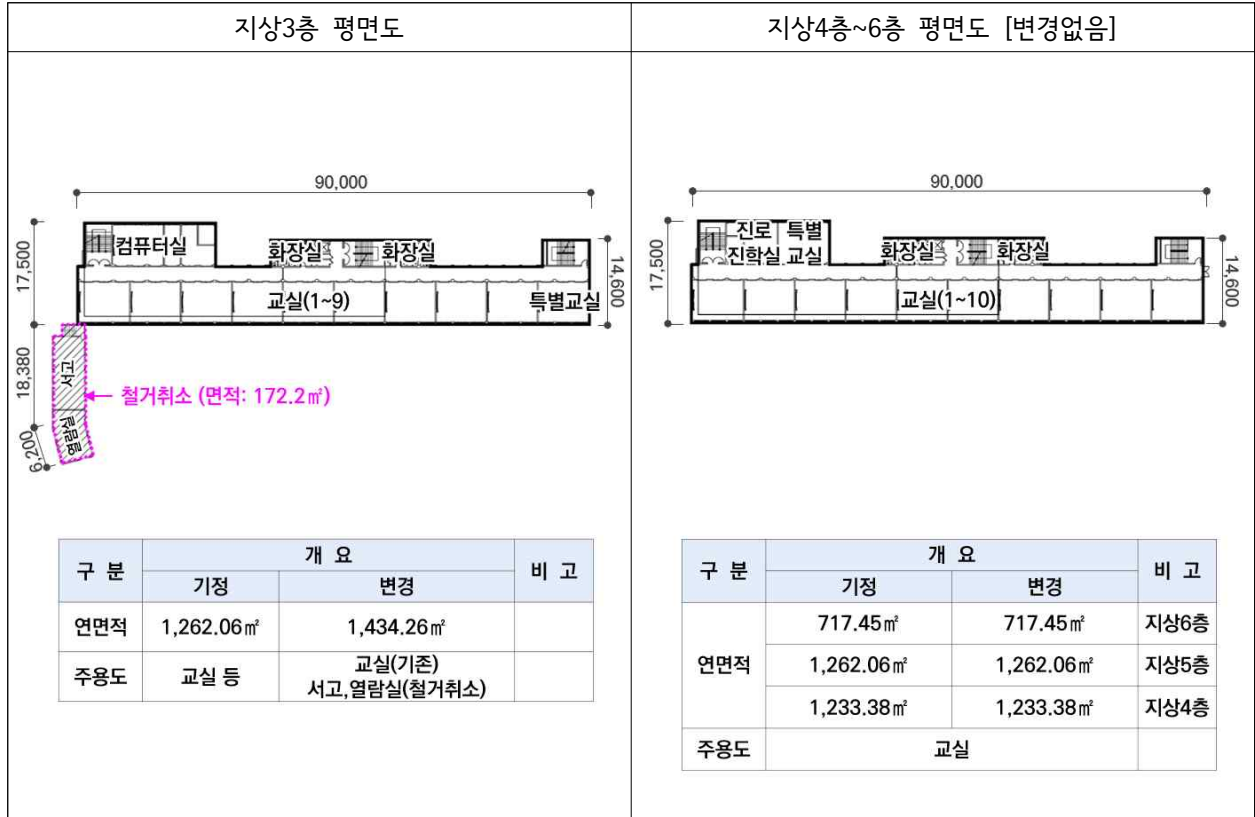 지상3층 평면도
90,000
17,500
14,600
컴퓨터실
화장실
화장실
교실(1~9)
특별교실
18,380
서고
철거취소 (면적: 172.2㎡)
열람실
6,200
구 분 개 요 비 고
기정 변경
연면적 1,262.06㎡ 1,434.26㎡
주용도 교실 등 교실(기존)
서고,열람실(철거취소)
지상4층~6층 평면도 [변경없음]
90,000
17,500
14,600
진로 특별
진학실 교실
화장실
화장실
교실(1~10)
구 분 개 요 비 고
기정 변경
연면적 717.45㎡ 717.45㎡ 지상6층
1,262.06㎡ 1,262.06㎡ 지상5층
1,233.38㎡ 1,233.38㎡ 지상4층
주용도 교실